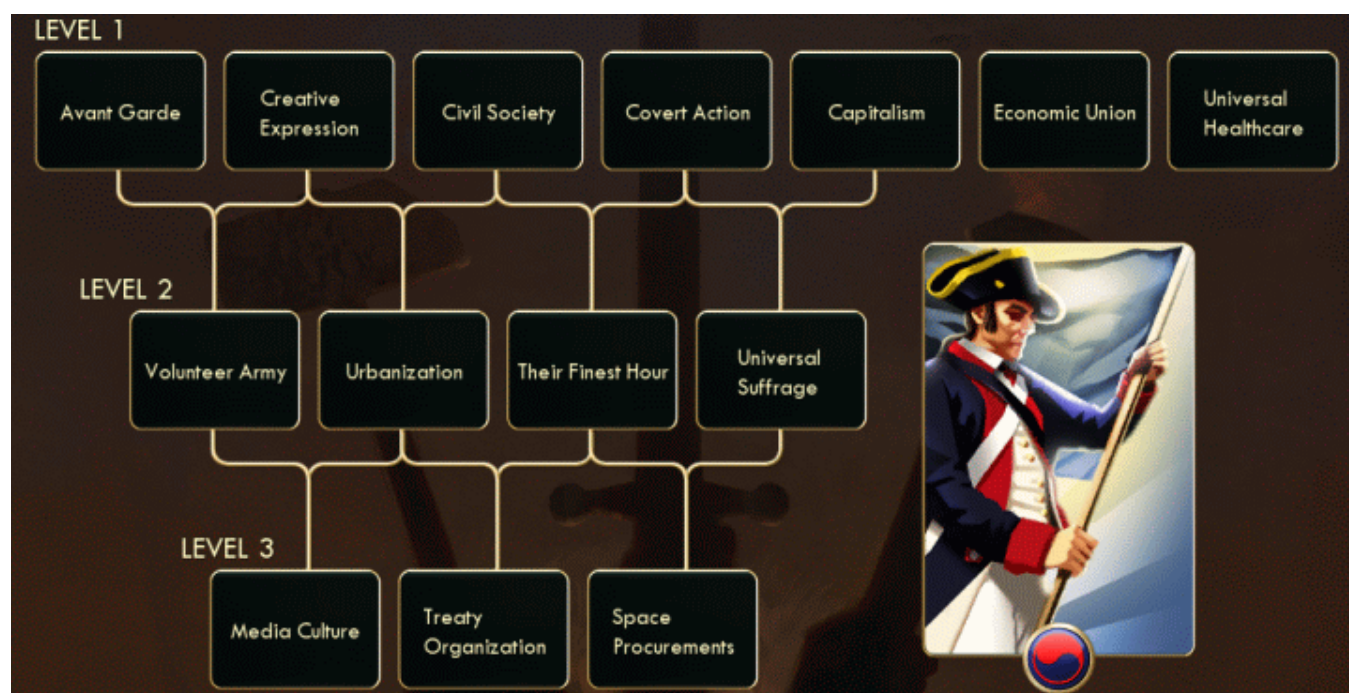 LEVEL 1
Avant Garde
Creative
Expression
Civil Society
Covert Action
Capitalism
Economic Union
Universal
Healthcare
LEVEL 2
Volunteer Army
Urbanization
Their Finest Hour
Universal
Suffrage
LEVEL 3
Media Culture
Treaty
Organization
Space
Procurements